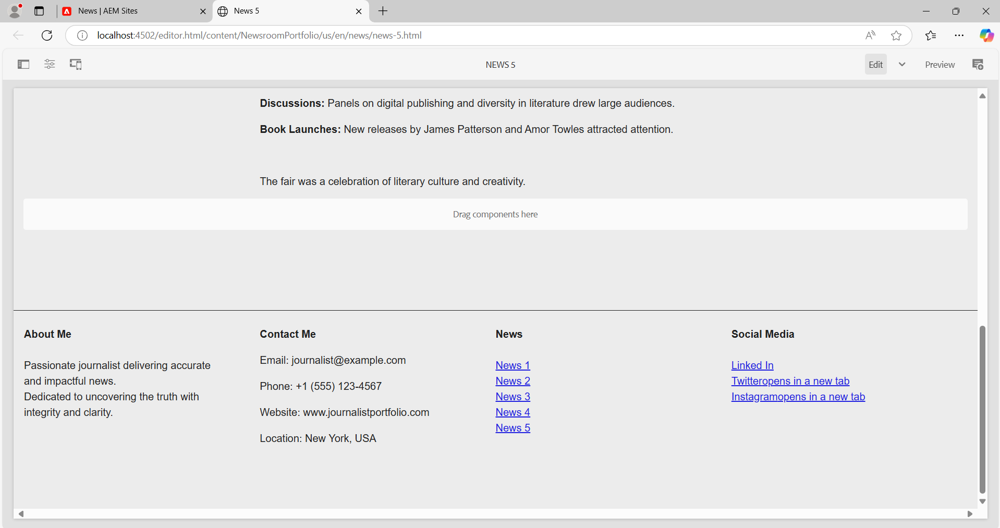 News | AEM Sites
News 5
localhost:4502/editor.html/content/NewsroomPortfolio/us/en/news/news-5.html
NEWS 5
Edit
Preview
Discussions: Panels on digital publishing and diversity in literature drew large audiences.
Book Launches: New releases by James Patterson and Amor Towles attracted attention.
The fair was a celebration of literary culture and creativity.
Drag components here
About Me
Passionate journalist delivering accurate
and impactful news.
Dedicated to uncovering the truth with
integrity and clarity.
Contact Me
Email: journalist@example.com
Phone: +1 (555) 123-4567
Website: www.journalistportfolio.com
Location: New York, USA
News
News 1
News 2
News 3
News 4
News 5
Social Media
Linked In
Twitteropens in a new tab
Instagramopens in a new tab